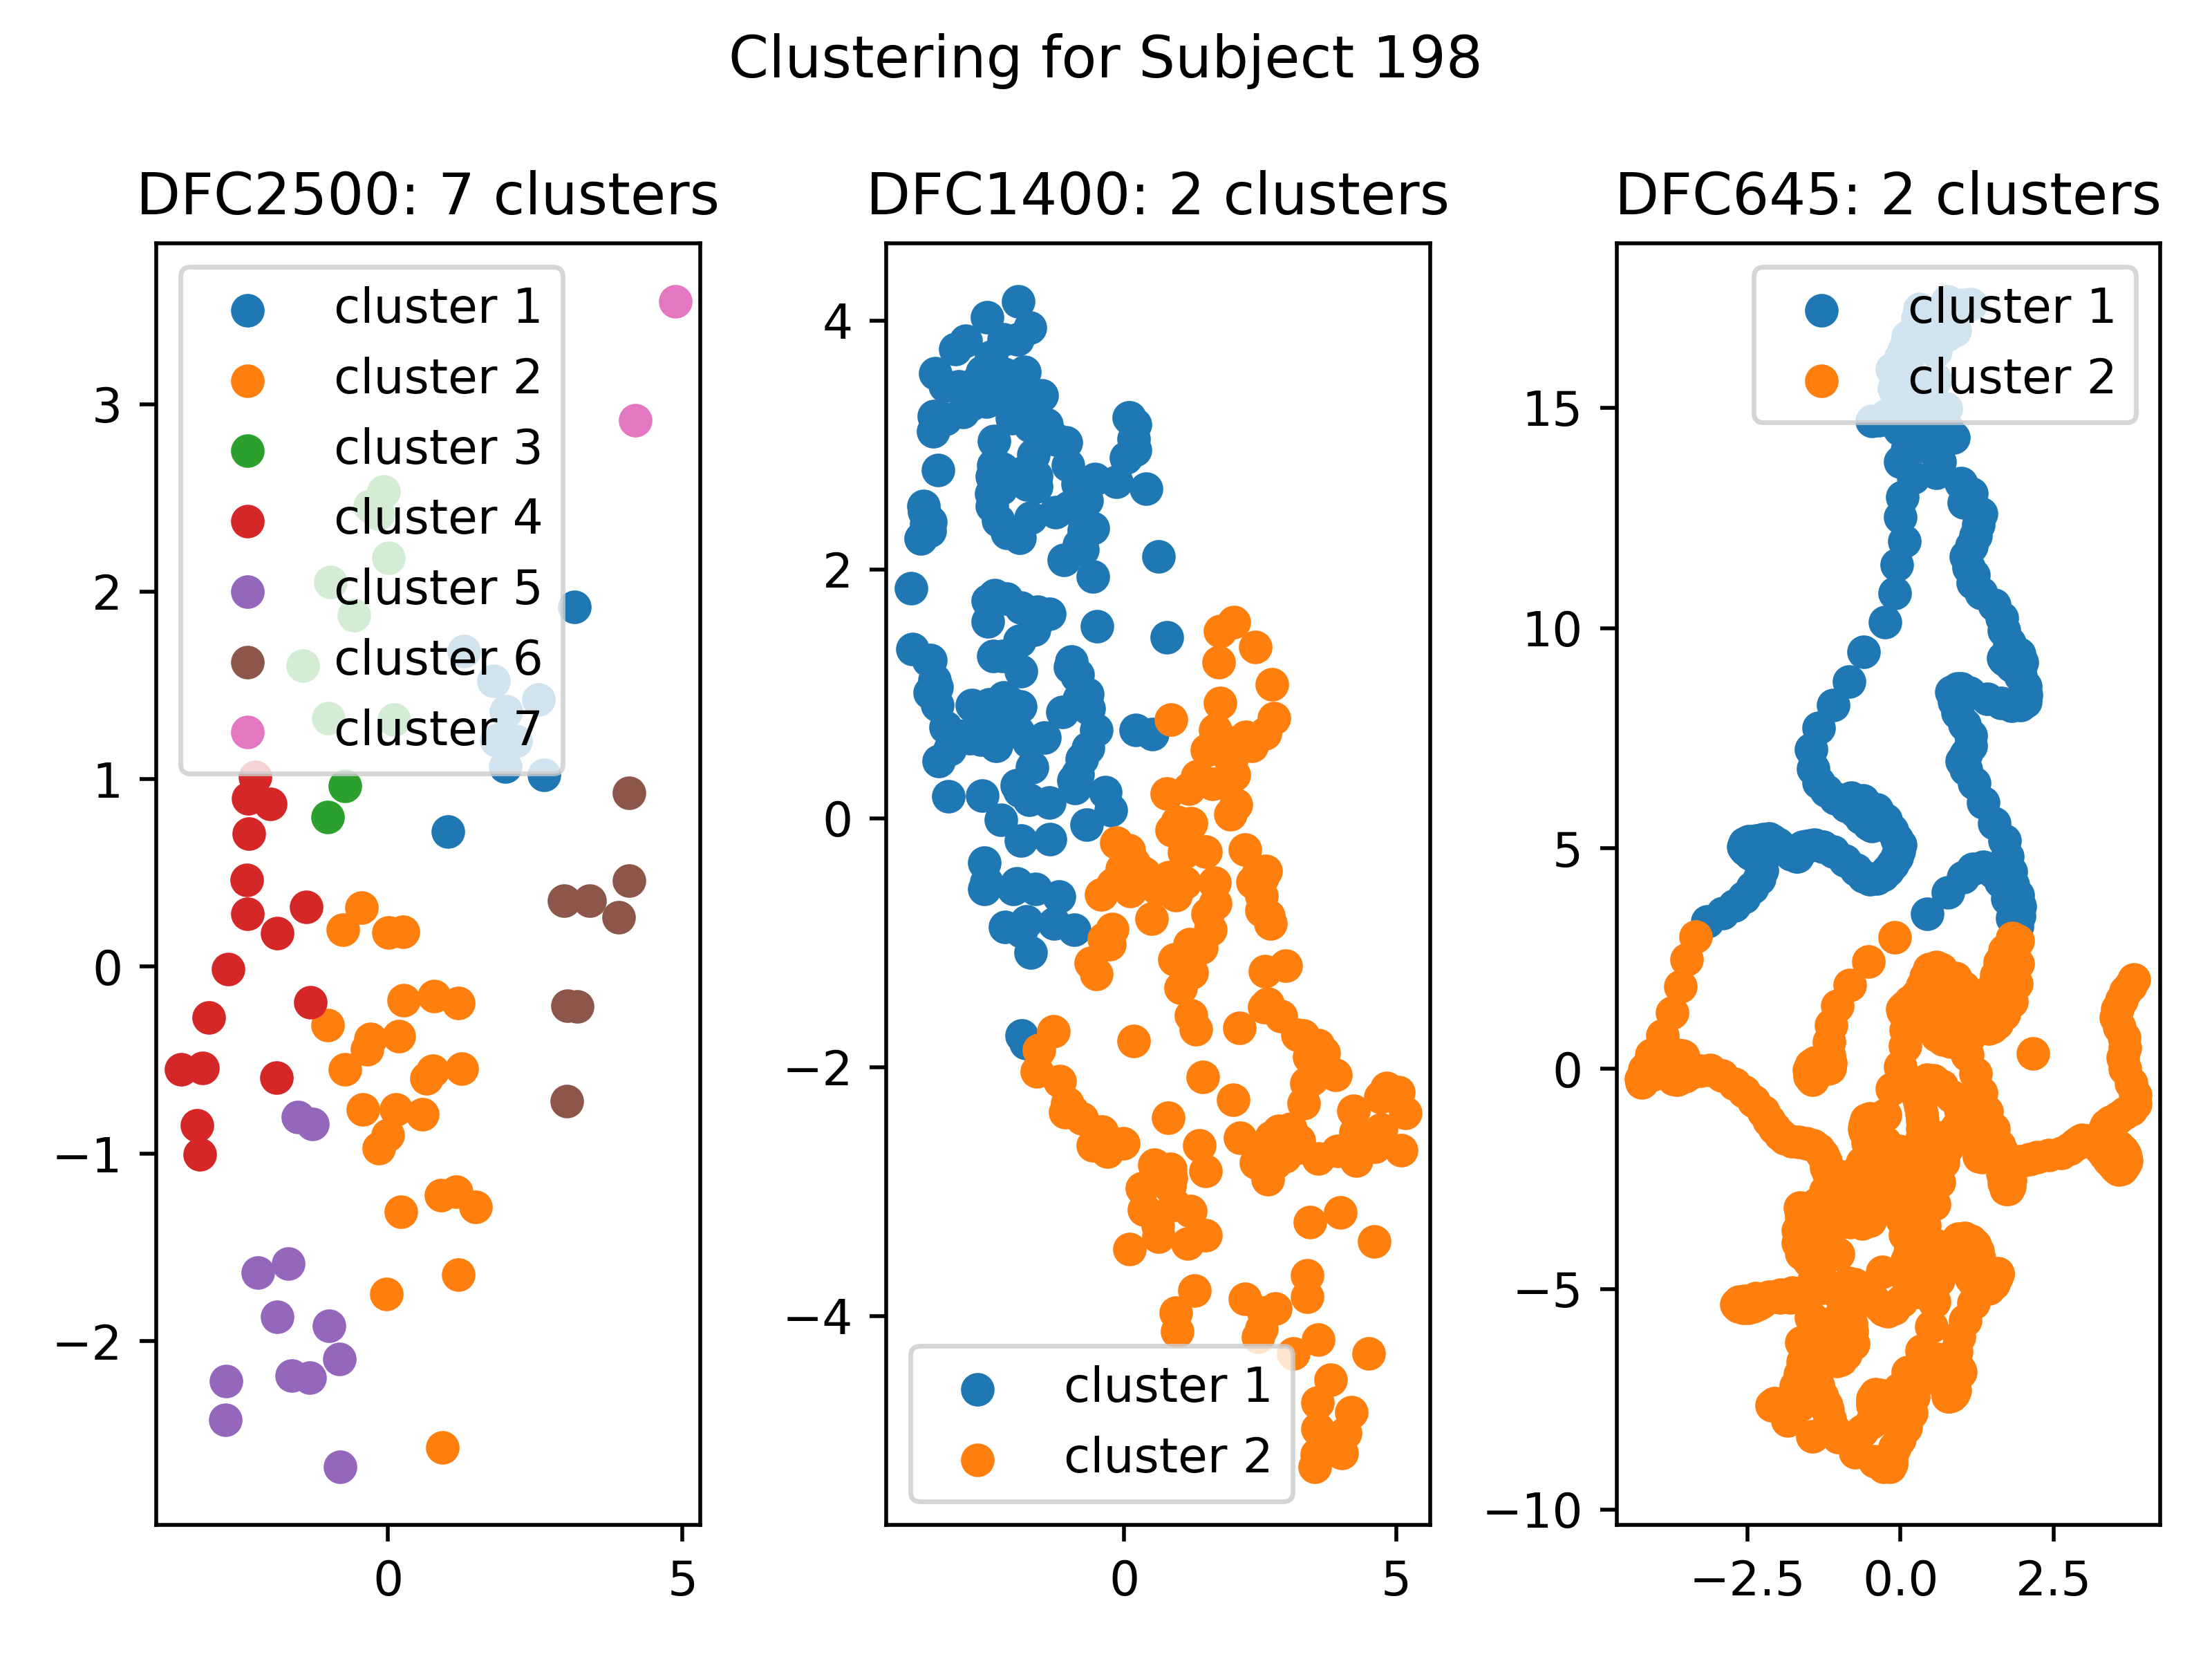 Clustering for Subject 198
DFC2500: 7 clusters
cluster 1
cluster 2
cluster 3
cluster 4
cluster 5
cluster 6
cluster 7
3
2
1
0
−1
−2
0
5
DFC1400: 2 clusters
4
2
0
−2
−4
cluster 1
cluster 2
0
5
DFC645: 2 clusters
cluster 1
cluster 2
15
10
5
0
−5
−10
−2.5
0.0
2.5